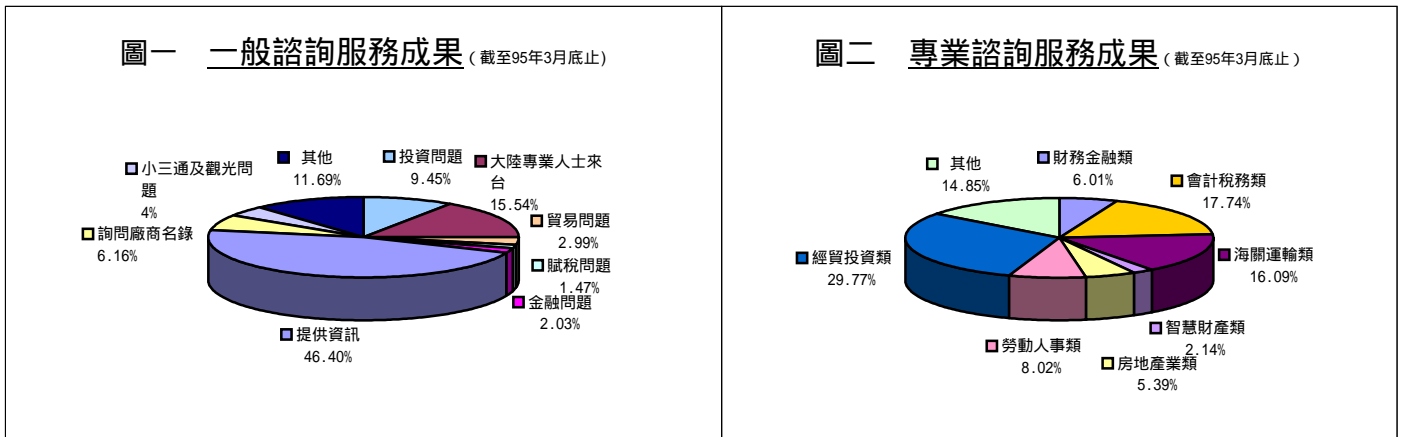 圖一 一般諮詢服務成果(截至95年3月底止)
其他
11.69%
投資問題
9.45%
大陸專業人士來
台
15.54%
貿易問題
2.99%
賦稅問題
1.47%
金融問題
2.03%
提供資訊
46.40%
詢問廠商名錄
6.16%
小三通及觀光問
題
4%
圖二 專業諮詢服務成果(截至95年3月底止)
其他
14.85%
財務金融類
6.01%
會計稅務類
17.74%
海關運輸類
16.09%
智慧財產類
2.14%
房地產業類
5.39%
勞動人事類
8.02%
經貿投資類
29.77%